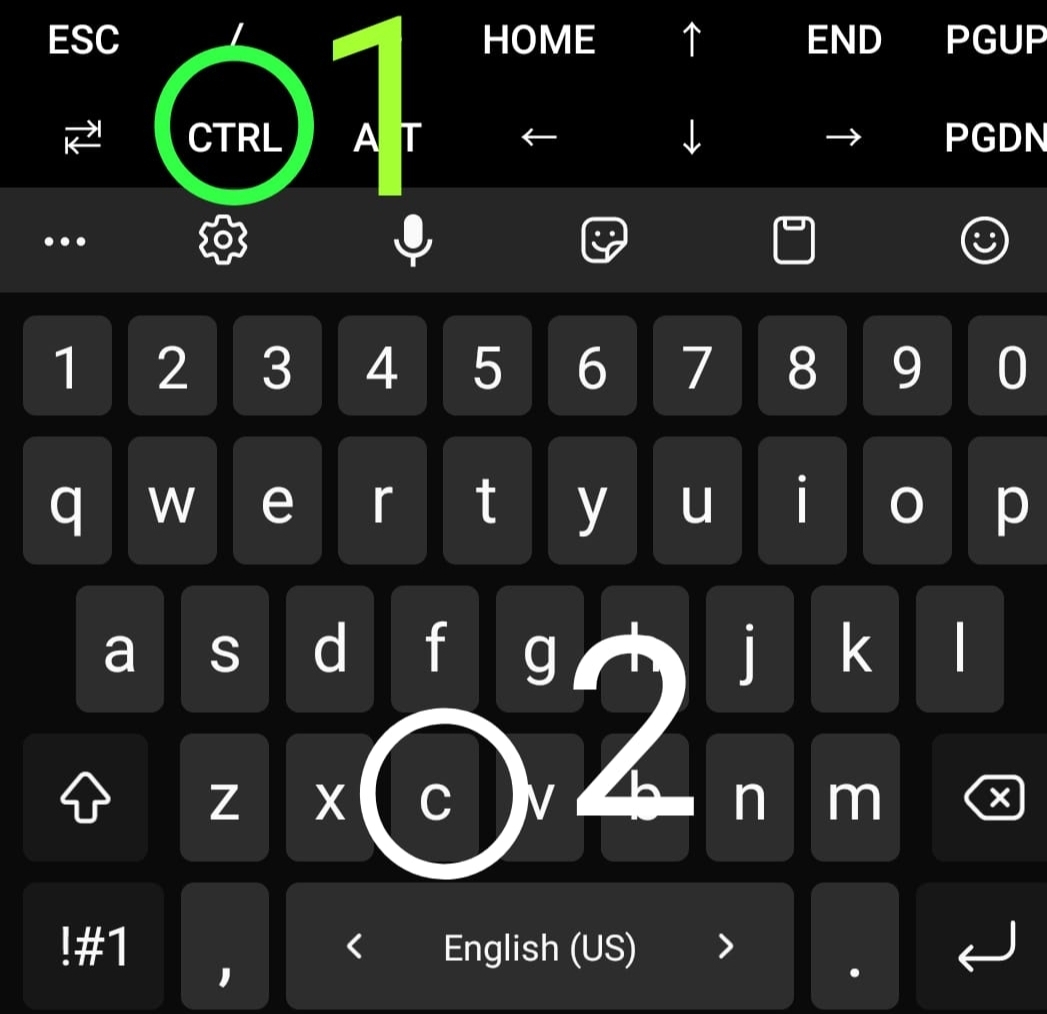 ESC / HOME ↑ END PGUP
CTRL ALT ← ↓ → PGDN
1
1 2 3 4 5 6 7 8 9 0
q w e r t y u i o p
a s d f g h j k l
2
z x c v b n m
!#1 , < English (US) > .